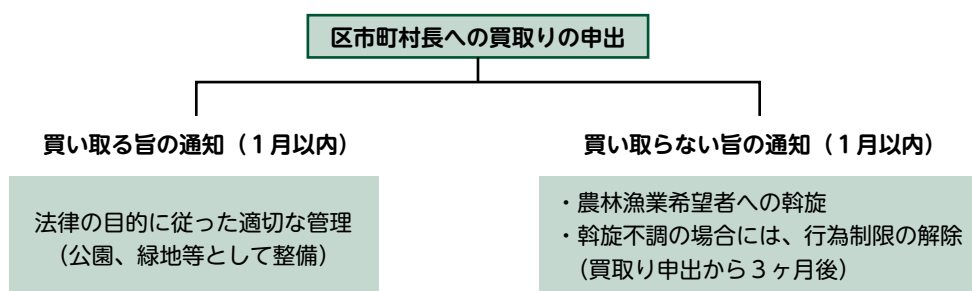 区市町村長への買取りの申出
買い取る旨の通知（１月以内）
法律の目的に従った適切な管理
（公園、緑地等として整備）
買い取らない旨の通知（１月以内）
・農林漁業希望者への斡旋
・斡旋不調の場合には、行為制限の解除
（買取り申出から３ヶ月後）